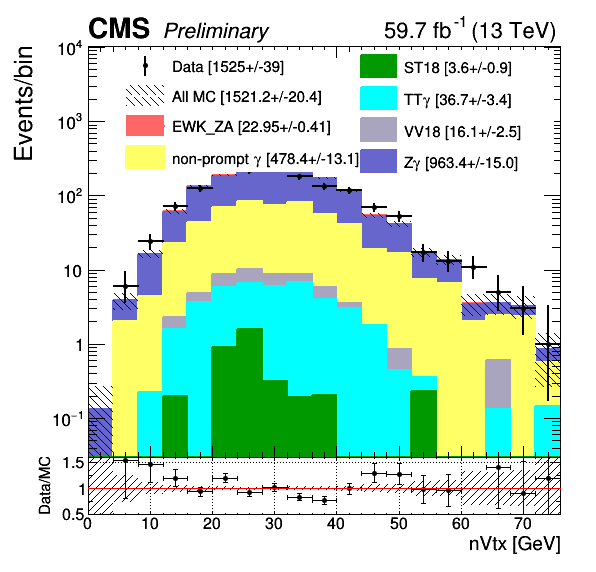 CMS Preliminary 59.7 fb⁻¹ (13 TeV)
Events/bin
10⁴
10³
10²
10
1
10⁻¹
Data [1525+/-39]
All MC [1521.2+/-20.4]
EWK_ZA [22.95+/-0.41]
non-prompt γ [478.4+/-13.1]
ST18 [3.6+/-0.9]
TTγ [36.7+/-3.4]
VV18 [16.1+/-2.5]
Zγ [963.4+/-15.0]
Data/MC
1.5
1
0.5
0 10 20 30 40 50 60 70
nVtx [GeV]